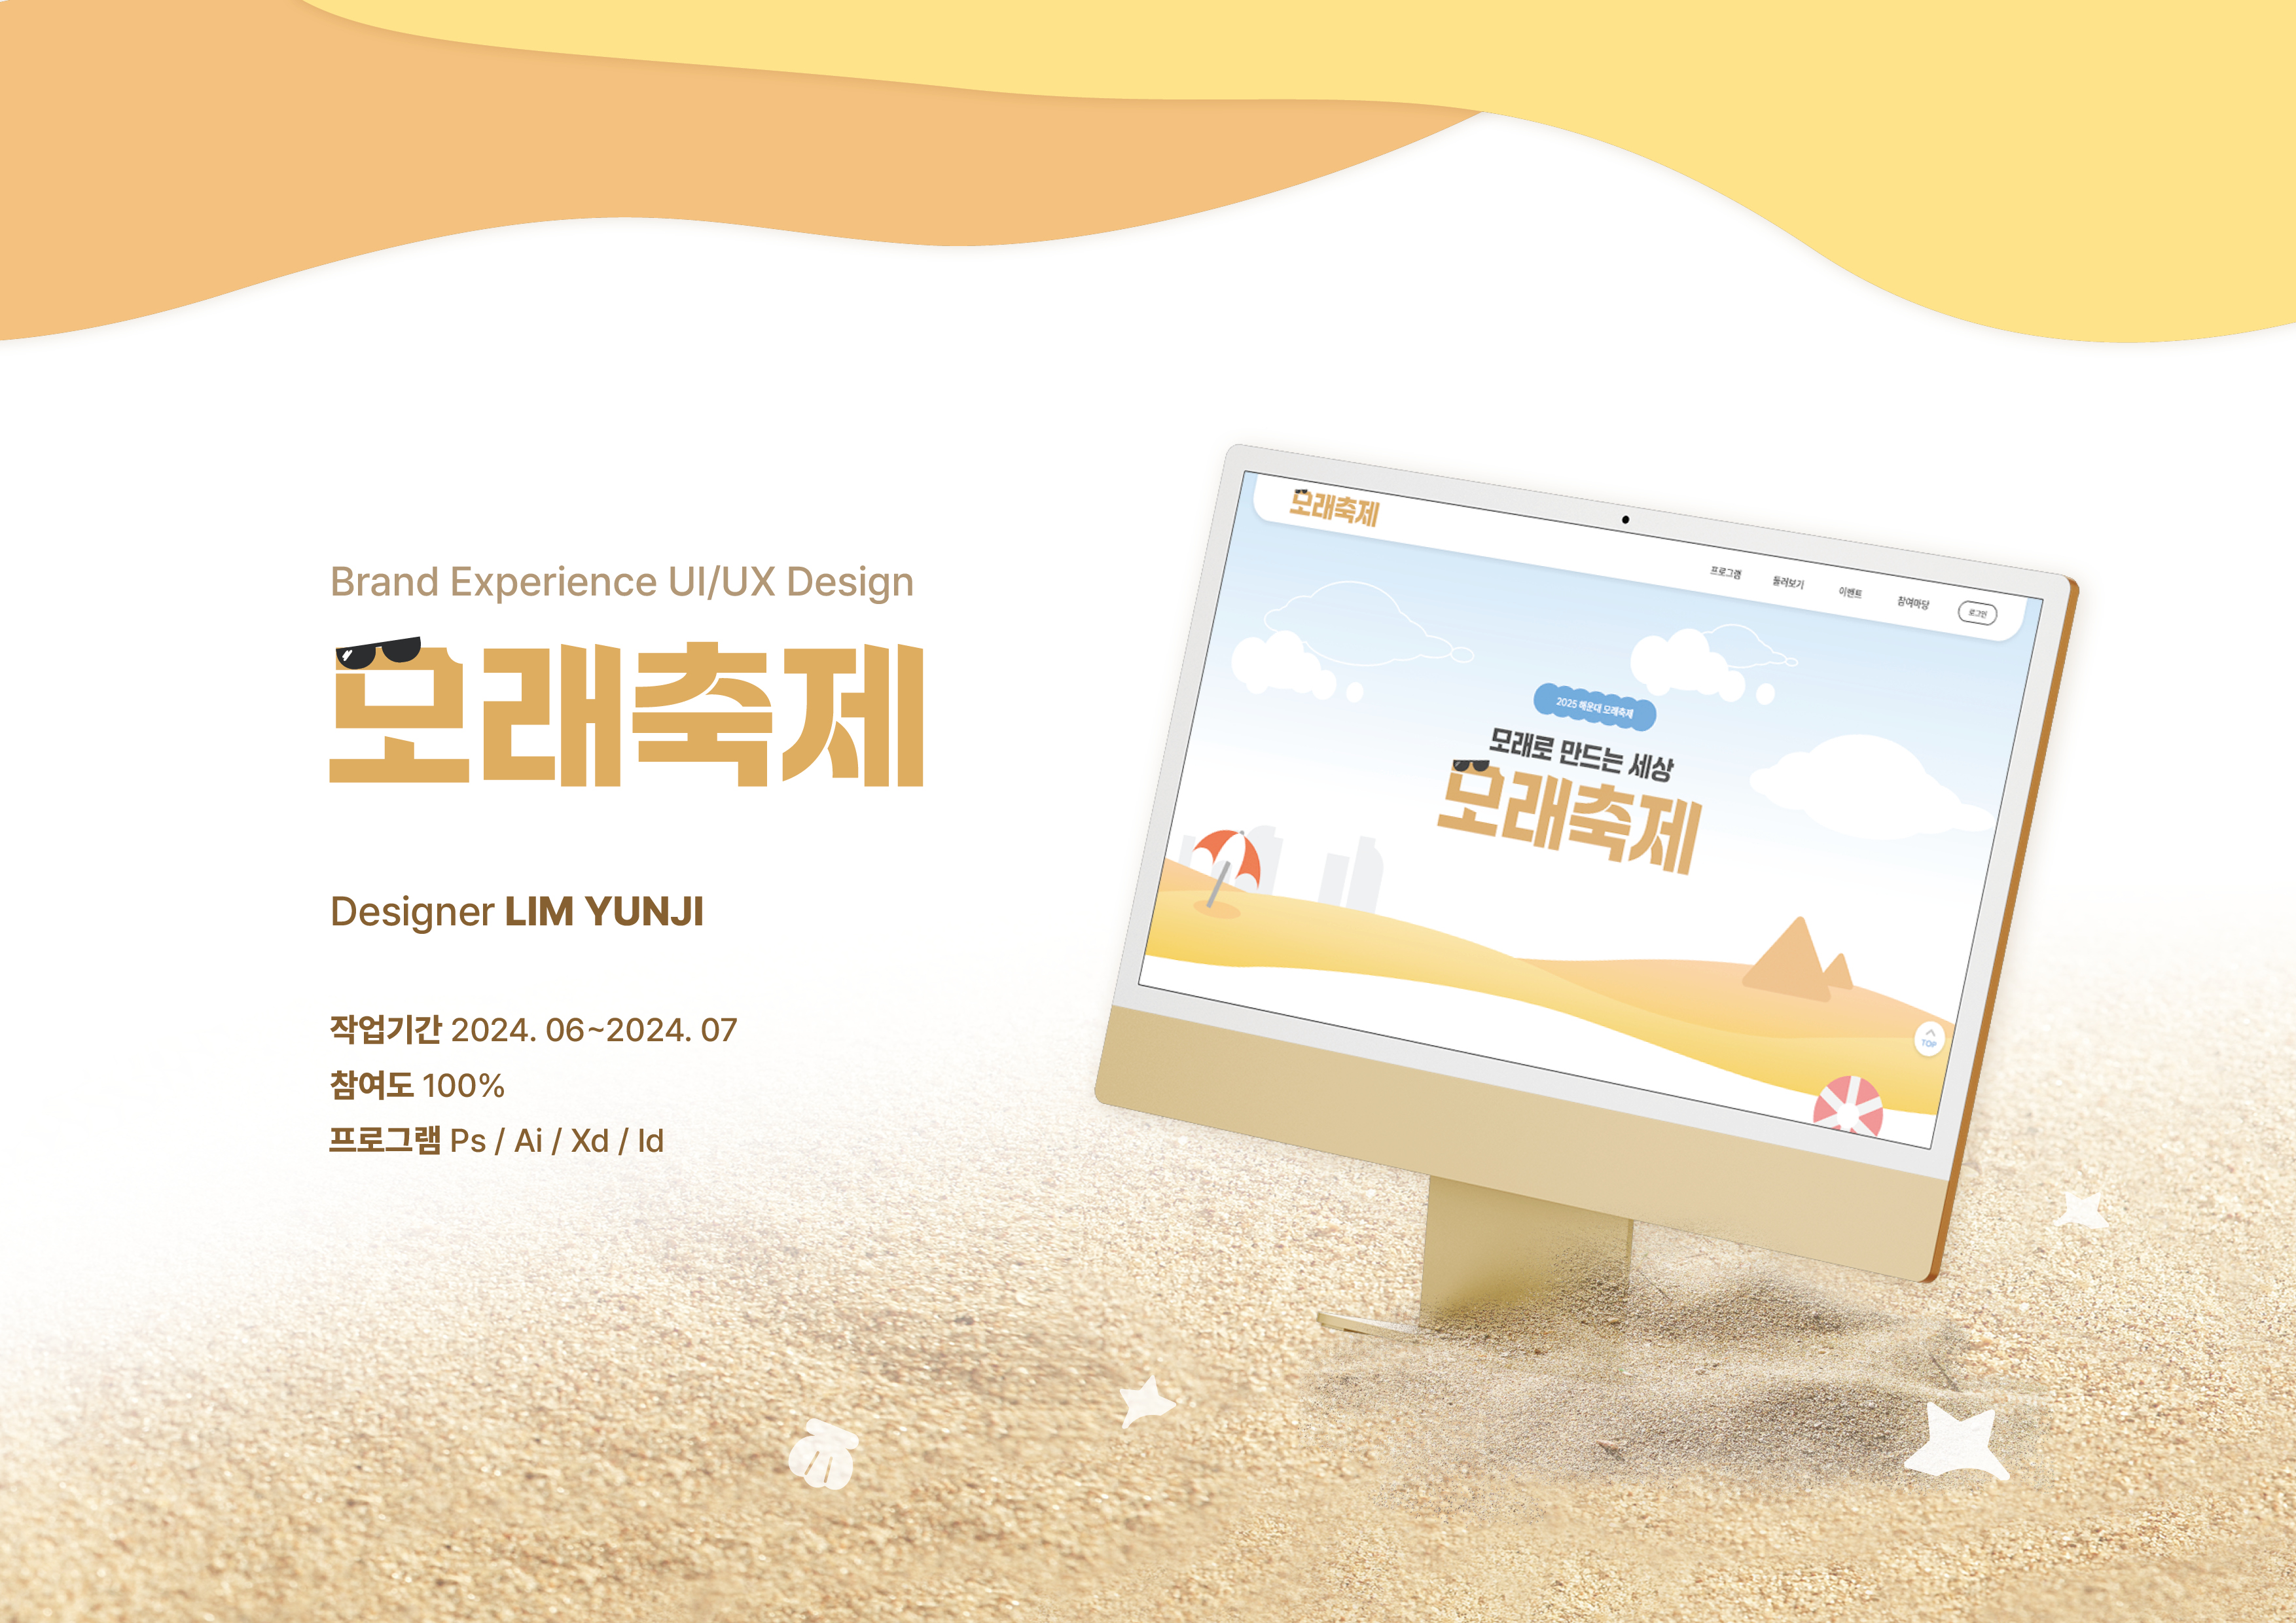 Brand Experience UI/UX Design
모래축제
Designer LIM YUNJI
작업기간 2024. 06~2024. 07
참여도 100%
프로그램 Ps / Ai / Xd / Id
모래축제
프로그램 둘러보기 이벤트 참여마당 로그인
2025 해운대 모래축제
모래로 만드는 세상
모래축제
TOP